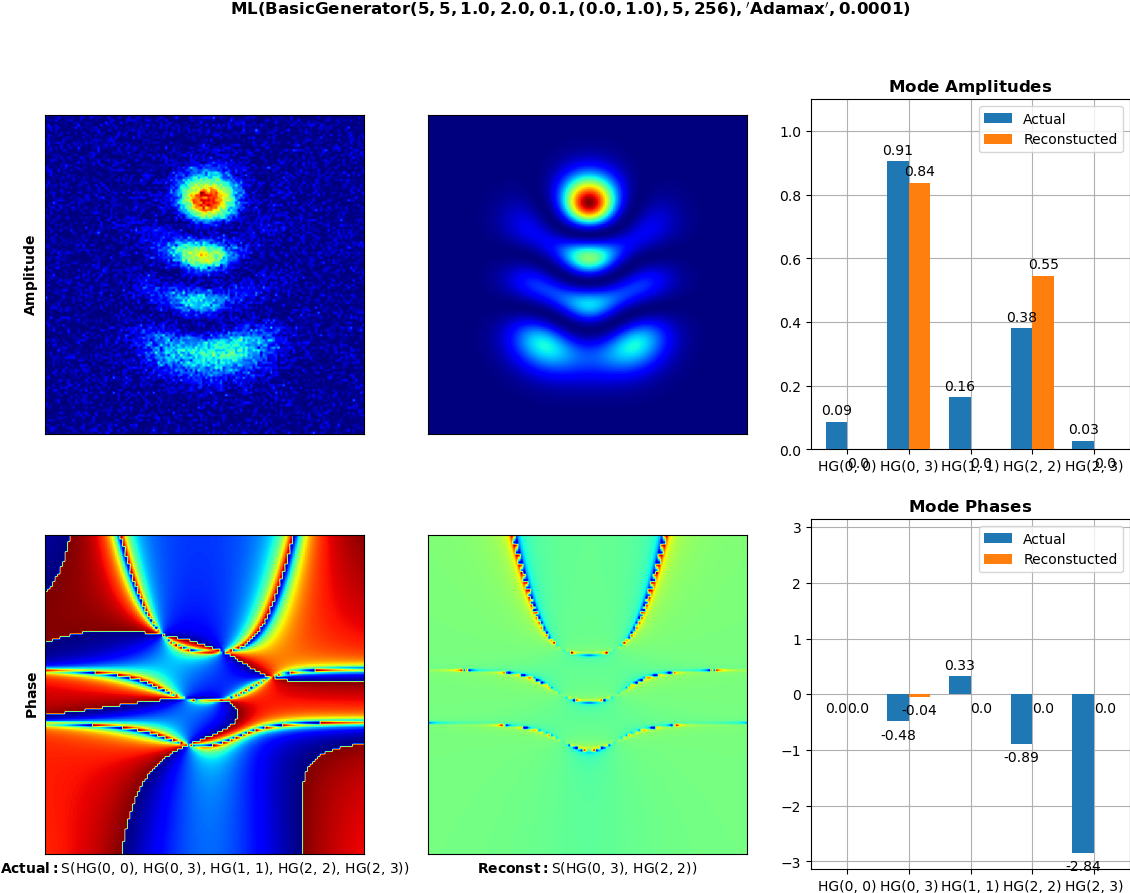 ML(BasicGenerator(5, 5, 1.0, 2.0, 0.1, (0.0, 1.0), 5, 256), ′Adamax′, 0.0001)
Mode Amplitudes
Amplitude
1.0
0.8
0.6
0.4
0.2
0.0
Actual
Reconstucted
0.09
0.91
0.84
0.16
0.38
0.55
0.03
0.0
0.0
0.0
HG(0, 0) HG(0, 3) HG(1, 1) HG(2, 2) HG(2, 3)
Mode Phases
Phase
3
2
1
0
−1
−2
−3
Actual
Reconstucted
0.0
0.0
-0.48
-0.04
0.33
0.0
-0.89
0.0
-2.84
0.0
HG(0, 0) HG(0, 3) HG(1, 1) HG(2, 2) HG(2, 3)
Actual: S(HG(0, 0), HG(0, 3), HG(1, 1), HG(2, 2), HG(2, 3))
Reconst: S(HG(0, 3), HG(2, 2))